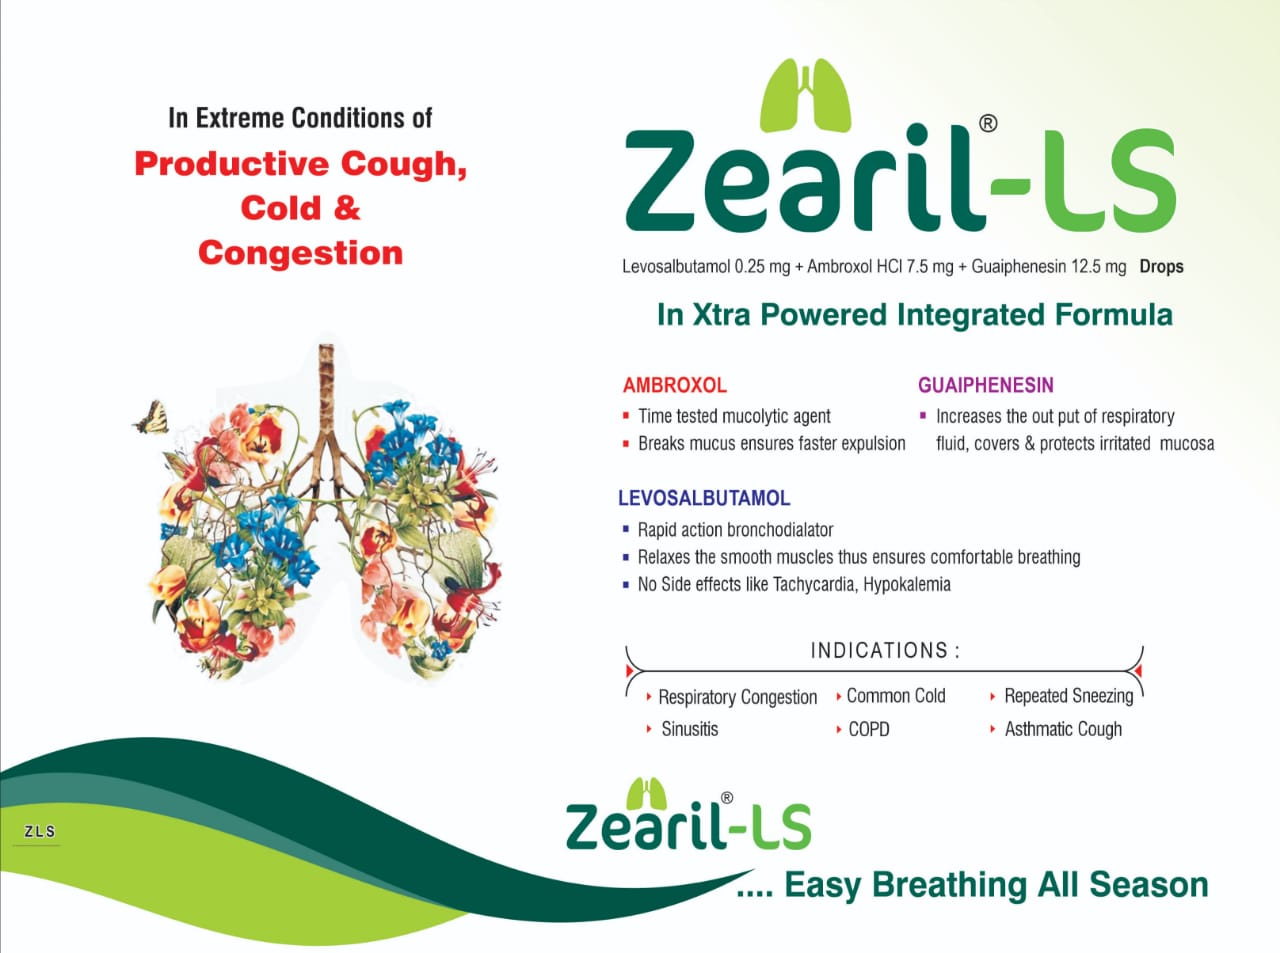 In Extreme Conditions of
Productive Cough,
Cold &
Congestion
Zearil®-LS
Levosalbutamol 0.25 mg + Ambroxol HCl 7.5 mg + Guaiphenesin 12.5 mg Drops
In Xtra Powered Integrated Formula
AMBROXOL
Time tested mucolytic agent
Breaks mucus ensures faster expulsion
GUAIPHENESIN
Increases the out put of respiratory
fluid, covers & protects irritated mucosa
LEVOSALBUTAMOL
Rapid action bronchodialator
Relaxes the smooth muscles thus ensures comfortable breathing
No Side effects like Tachycardia, Hypokalemia
INDICATIONS :
Respiratory Congestion
Common Cold
Repeated Sneezing
Sinusitis
COPD
Asthmatic Cough
ZLS
Zearil®-LS
.... Easy Breathing All Season